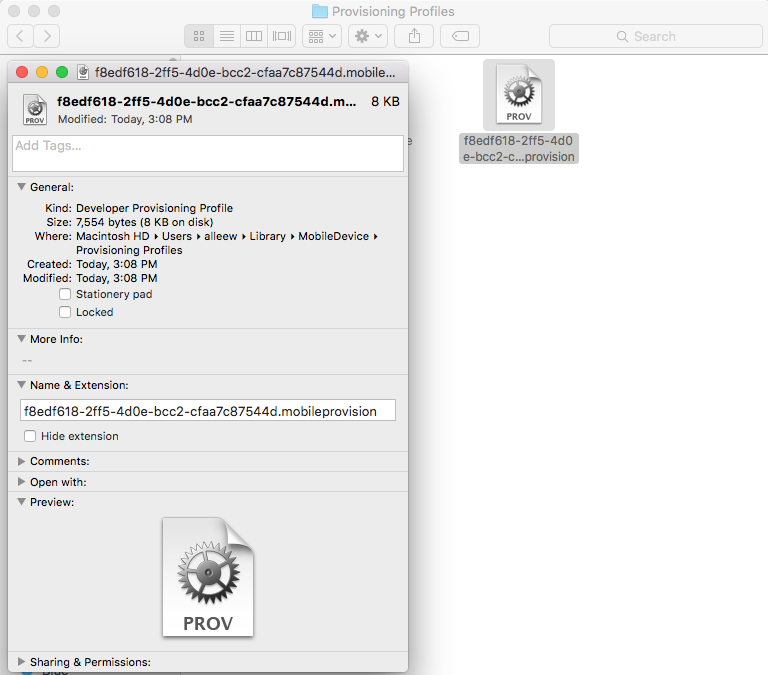 Provisioning Profiles
Search
f8edf618-2ff5-4d0e-bcc2-cfaa7c87544d.mobile...
f8edf618-2ff5-4d0e-bcc2-cfaa7c87544d.m... 8 KB
Modified: Today, 3:08 PM
PROV
Add Tags...
General:
Kind: Developer Provisioning Profile
Size: 7,554 bytes (8 KB on disk)
Where: Macintosh HD ▸ Users ▸ alleew ▸ Library ▸ MobileDevice ▸
Provisioning Profiles
Created: Today, 3:08 PM
Modified: Today, 3:08 PM
Stationery pad
Locked
More Info:
--
Name & Extension:
f8edf618-2ff5-4d0e-bcc2-cfaa7c87544d.mobileprovision
Hide extension
Comments:
Open with:
Preview:
PROV
Sharing & Permissions:
PROV
f8edf618-2ff5-4d0
e-bcc2-c...provision